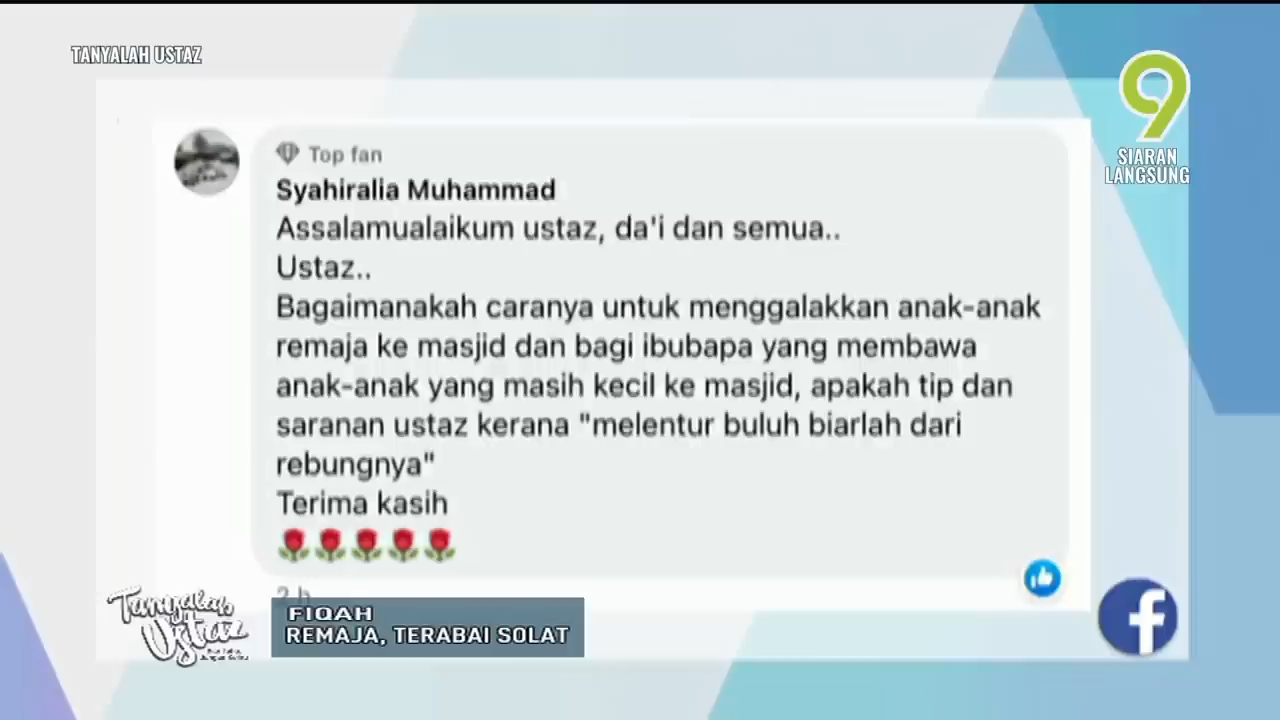 TANYALAH USTAZ
9
SIARAN
LANGSUNG
Top fan
Syahiralia Muhammad
Assalamualaikum ustaz, da'i dan semua..
Ustaz..
Bagaimanakah caranya untuk menggalakkan anak-anak
remaja ke masjid dan bagi ibubapa yang membawa
anak-anak yang masih kecil ke masjid, apakah tip dan
saranan ustaz kerana "melentur buluh biarlah dari
rebungnya"
Terima kasih
🌹🌹🌹🌹🌹
2 h
Tanyalah
Ustaz
FIQAH
REMAJA, TERABAI SOLAT
f